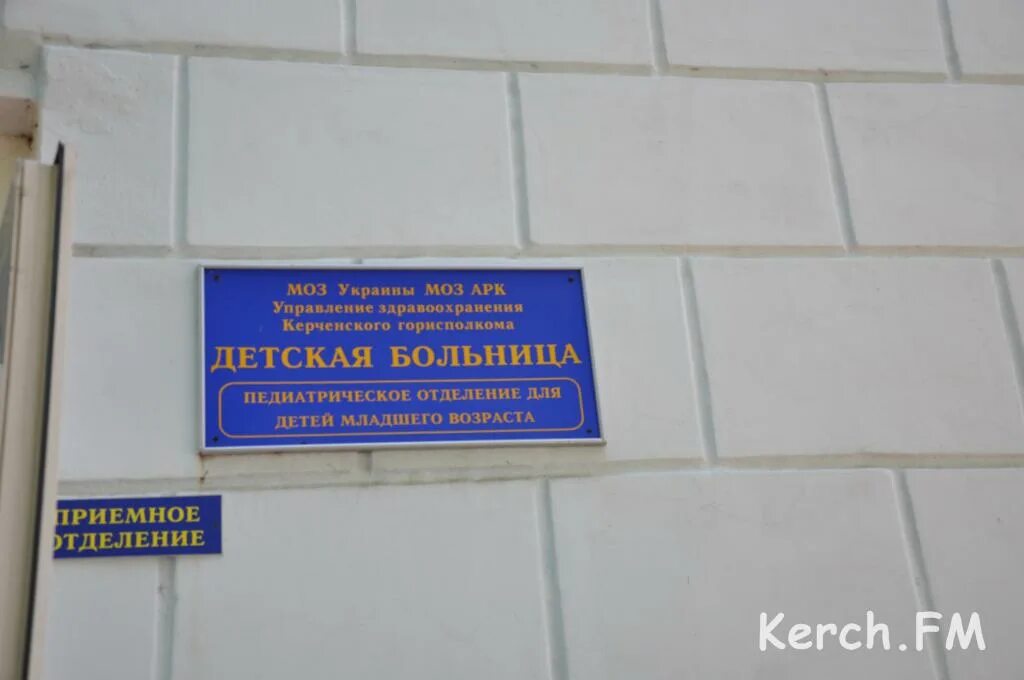 МОЗ Украины МОЗ АРК
Управление здравоохранения
Керченского горисполкома
ДЕТСКАЯ БОЛЬНИЦА
ПЕДИАТРИЧЕСКОЕ ОТДЕЛЕНИЕ ДЛЯ
ДЕТЕЙ МЛАДШЕГО ВОЗРАСТА
ПРИЕМНОЕ
ОТДЕЛЕНИЕ
Kerch.FM